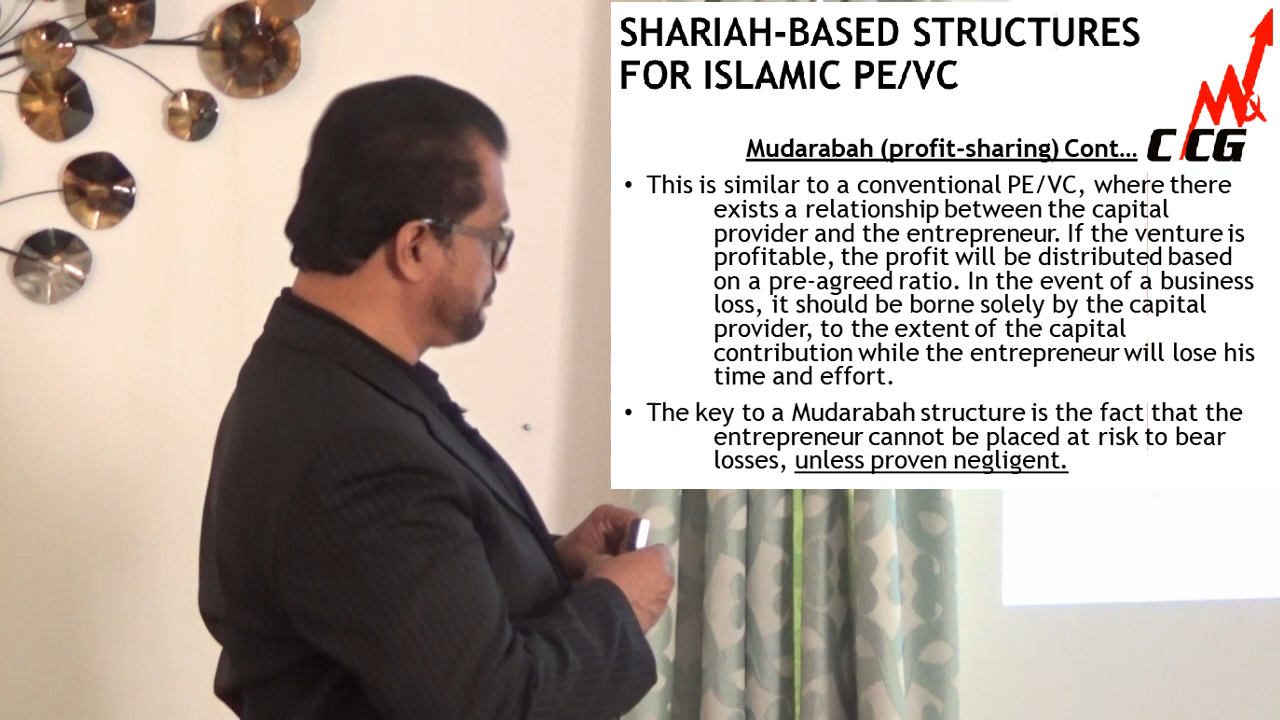 SHARIAH-BASED STRUCTURES
FOR ISLAMIC PE/VC
Mudarabah (profit-sharing) Cont...
M&
CCG
• This is similar to a conventional PE/VC, where there
exists a relationship between the capital
provider and the entrepreneur. If the venture is
profitable, the profit will be distributed based
on a pre-agreed ratio. In the event of a business
loss, it should be borne solely by the capital
provider, to the extent of the capital
contribution while the entrepreneur will lose his
time and effort.
• The key to a Mudarabah structure is the fact that the
entrepreneur cannot be placed at risk to bear
losses, unless proven negligent.